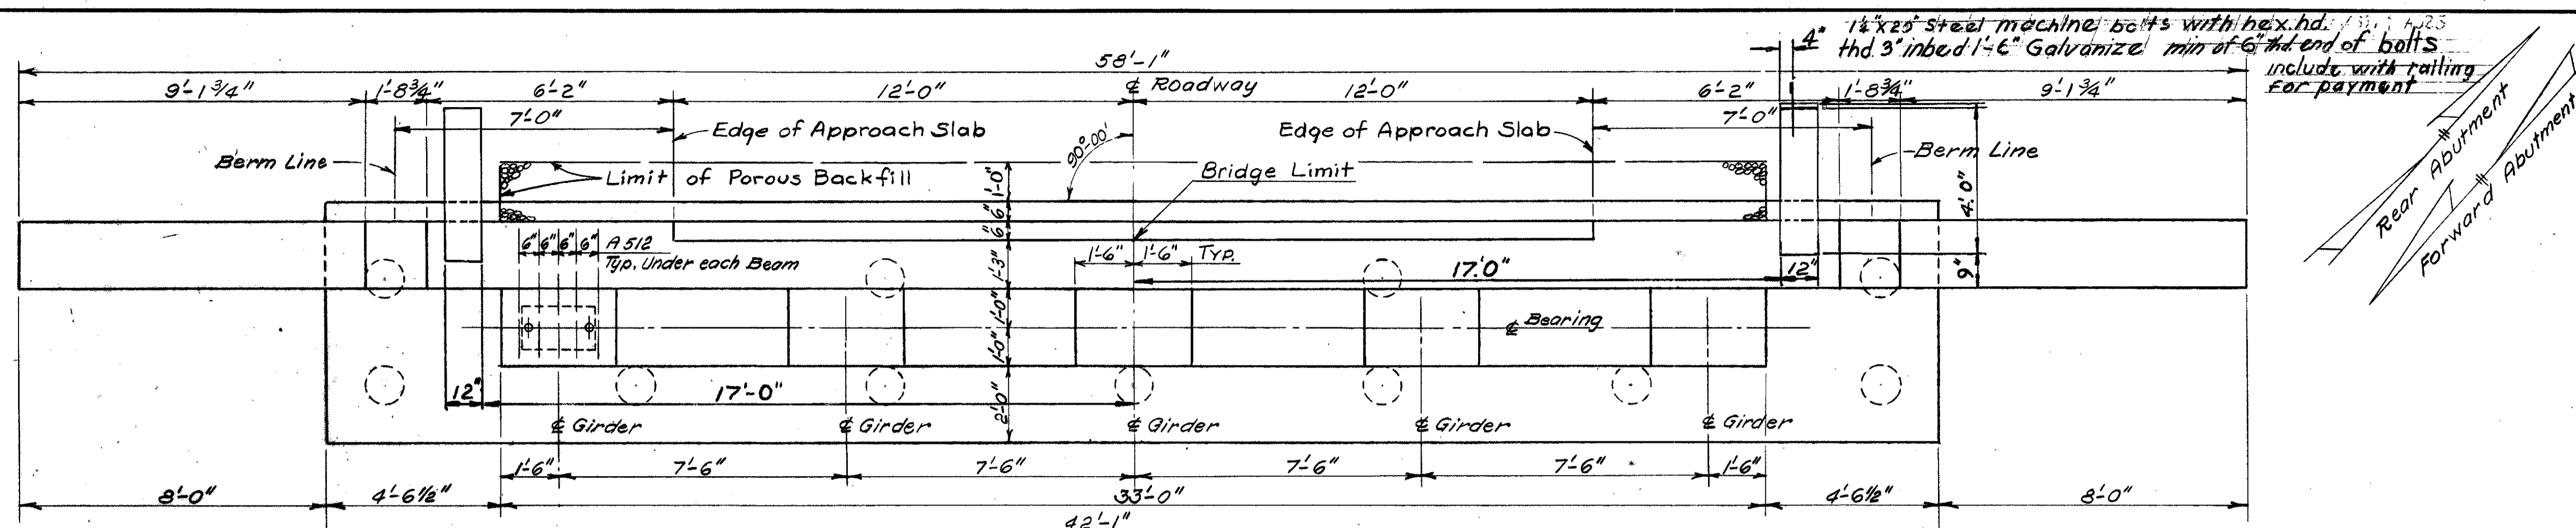 1¼"x25" Steel machine bolts with hex.hd.
4" thd 3" inbed 1'-6" Galvanize min of 6" thd. end of bolts
include with railing
for payment
58'-1"
℄ Roadway
9'-1¾" 1'-8¾" 6'-2" 12'-0" 12'-0" 6'-2" 1'-8¾" 9'-1¾"
7'-0" 7'-0"
Edge of Approach Slab Edge of Approach Slab
Berm Line 90°-00' Berm Line
Limit of Porous Backfill Bridge Limit
Rear Abutment
Forward Abutment
1'-0"
6"
6"
1'-3"
1'-0"
1'-0"
2'-0"
4'-0"
9"
6" 6" 6" 6" A 512
Typ. Under each Beam
1'-6" 1'-6" TYP.
17'-0" 12"
℄ Bearing
12" 17'-0"
℄ Girder ℄ Girder ℄ Girder ℄ Girder ℄ Girder
1'-6" 7'-6" 7'-6" 7'-6" 7'-6" 1'-6"
8'-0" 4'-6½" 33'-0" 4'-6½" 8'-0"
42'-1"